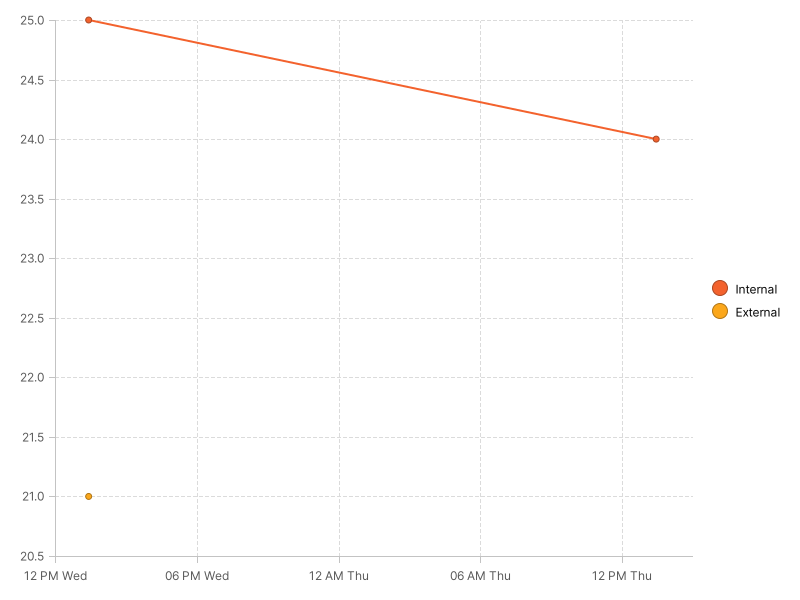 25.0
24.5
24.0
23.5
23.0
22.5
22.0
21.5
21.0
20.5
12 PM Wed
06 PM Wed
12 AM Thu
06 AM Thu
12 PM Thu
Internal
External